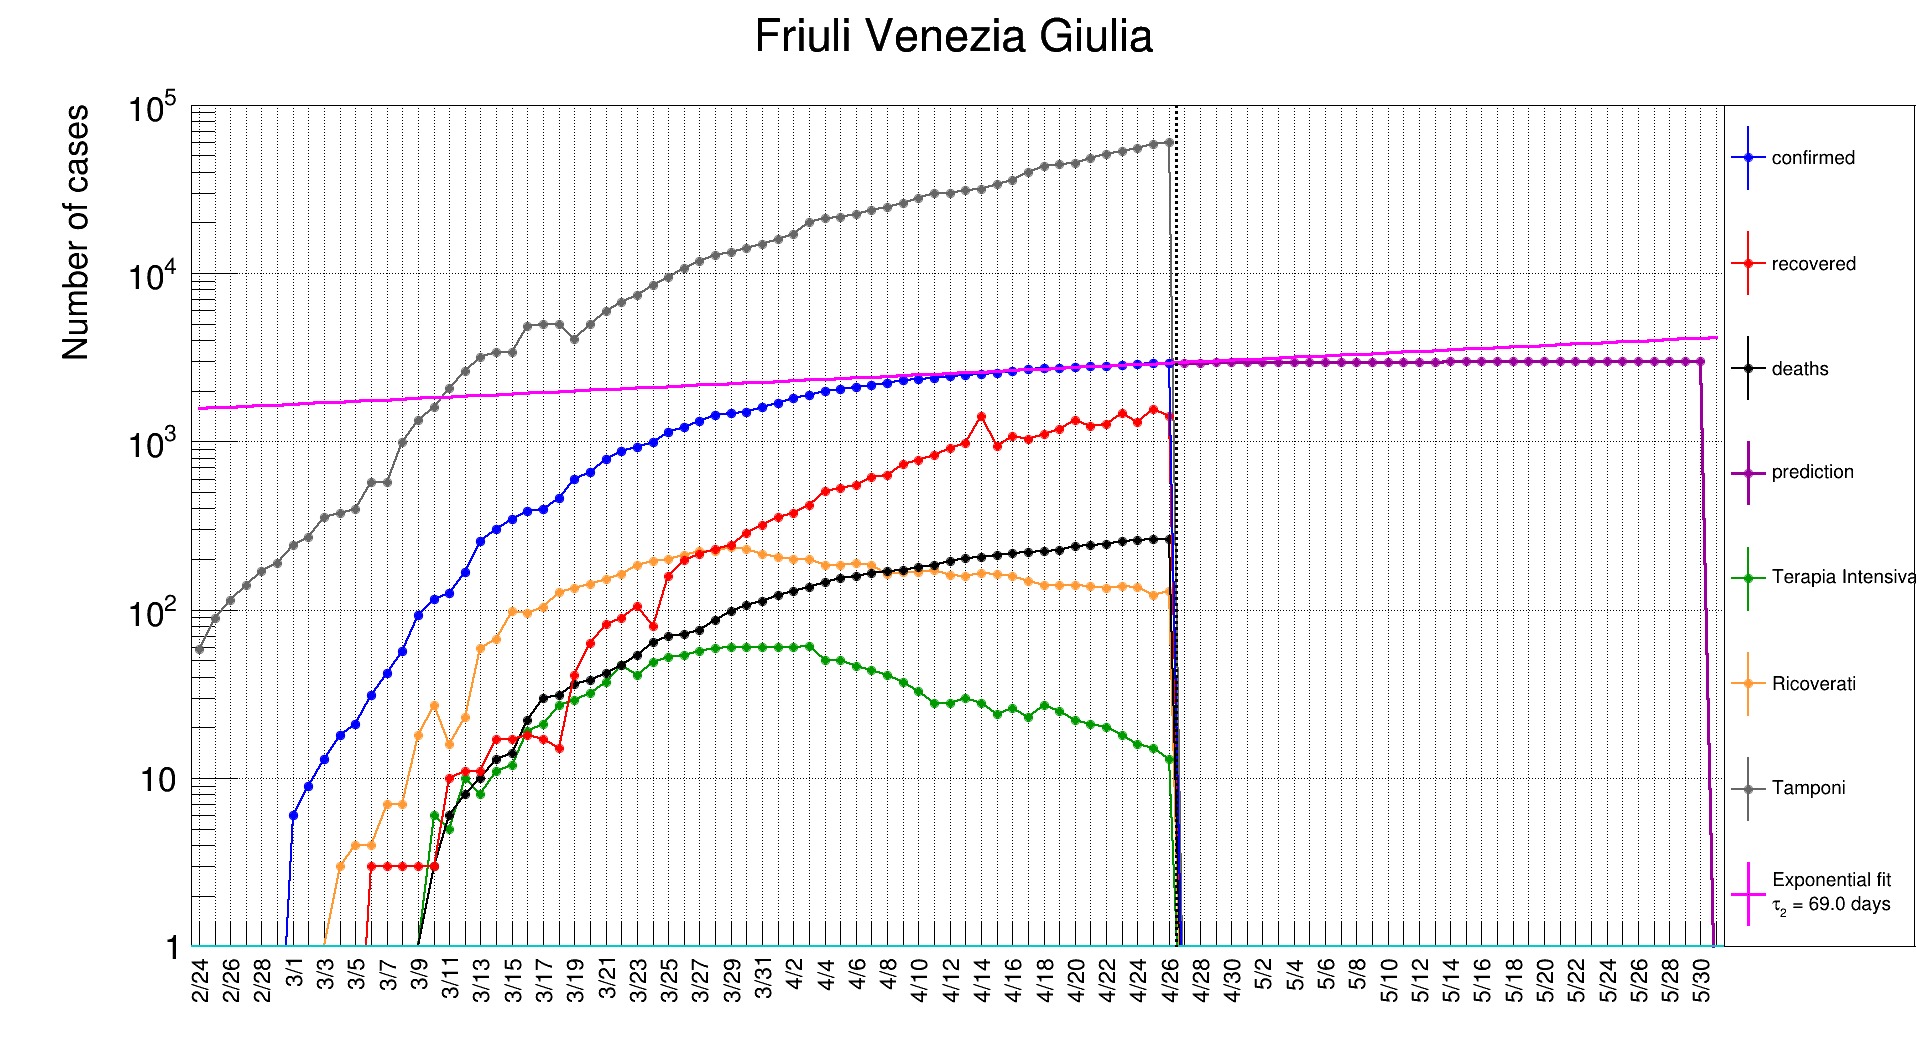 Friuli Venezia Giulia
Number of cases
10^5
10^4
10^3
10^2
10
1
2/24 2/26 2/28 3/1 3/3 3/5 3/7 3/9 3/11 3/13 3/15 3/17 3/19 3/21 3/23 3/25 3/27 3/29 3/31 4/2 4/4 4/6 4/8 4/10 4/12 4/14 4/16 4/18 4/20 4/22 4/24 4/26 4/28 4/30 5/2 5/4 5/6 5/8 5/10 5/12 5/14 5/16 5/18 5/20 5/22 5/24 5/26 5/28 5/30
confirmed
recovered
deaths
prediction
Terapia Intensiva
Ricoverati
Tamponi
Exponential fit
τ₂ = 69.0 days